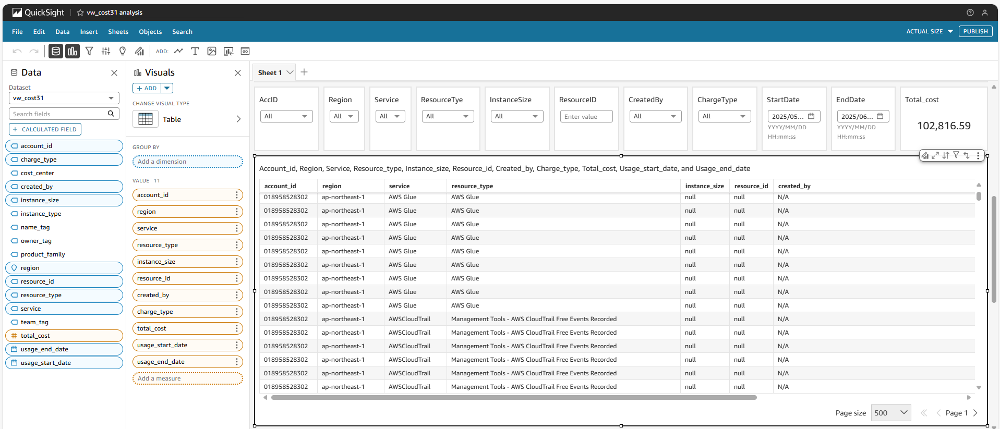 QuickSight
vw_cost31 analysis
File Edit Data Insert Sheets Objects Search
ACTUAL SIZE
PUBLISH
ADD:
Data
Dataset
vw_cost31
Search fields
+ CALCULATED FIELD
account_id
charge_type
cost_center
created_by
instance_size
instance_type
name_tag
owner_tag
product_family
region
resource_id
resource_type
service
team_tag
total_cost
usage_end_date
usage_start_date
Visuals
+ ADD
CHANGE VISUAL TYPE
Table
GROUP BY
Add a dimension
VALUE 11
account_id
region
service
resource_type
instance_size
resource_id
created_by
charge_type
total_cost
usage_start_date
usage_end_date
Add a measure
Sheet 1
AccID
All
Region
All
Service
All
ResourceTye
All
InstanceSize
All
ResourceID
Enter value
CreatedBy
All
ChargeType
All
StartDate
2025/05...
YYYY/MM/DD
HH:mm:ss
EndDate
2025/06...
YYYY/MM/DD
HH:mm:ss
Total_cost
102,816.59
Account_id, Region, Service, Resource_type, Instance_size, Resource_id, Created_by, Charge_type, Total_cost, Usage_start_date, and Usage_end_date
account_id region service resource_type instance_size resource_id created_by
018958528302 ap-northeast-1 AWS Glue AWS Glue null null N/A
018958528302 ap-northeast-1 AWS Glue AWS Glue null null N/A
018958528302 ap-northeast-1 AWS Glue AWS Glue null null N/A
018958528302 ap-northeast-1 AWS Glue AWS Glue null null N/A
018958528302 ap-northeast-1 AWS Glue AWS Glue null null N/A
018958528302 ap-northeast-1 AWS Glue AWS Glue null null N/A
018958528302 ap-northeast-1 AWS Glue AWS Glue null null N/A
018958528302 ap-northeast-1 AWS Glue AWS Glue null null N/A
018958528302 ap-northeast-1 AWS Glue AWS Glue null null N/A
018958528302 ap-northeast-1 AWSCloudTrail Management Tools - AWS CloudTrail Free Events Recorded null null N/A
018958528302 ap-northeast-1 AWSCloudTrail Management Tools - AWS CloudTrail Free Events Recorded null null N/A
018958528302 ap-northeast-1 AWSCloudTrail Management Tools - AWS CloudTrail Free Events Recorded null null N/A
018958528302 ap-northeast-1 AWSCloudTrail Management Tools - AWS CloudTrail Free Events Recorded null null N/A
018958528302 ap-northeast-1 AWSCloudTrail Management Tools - AWS CloudTrail Free Events Recorded null null N/A
018958528302 ap-northeast-1 AWSCloudTrail Management Tools - AWS CloudTrail Free Events Recorded null null N/A
Page size 500 Page 1